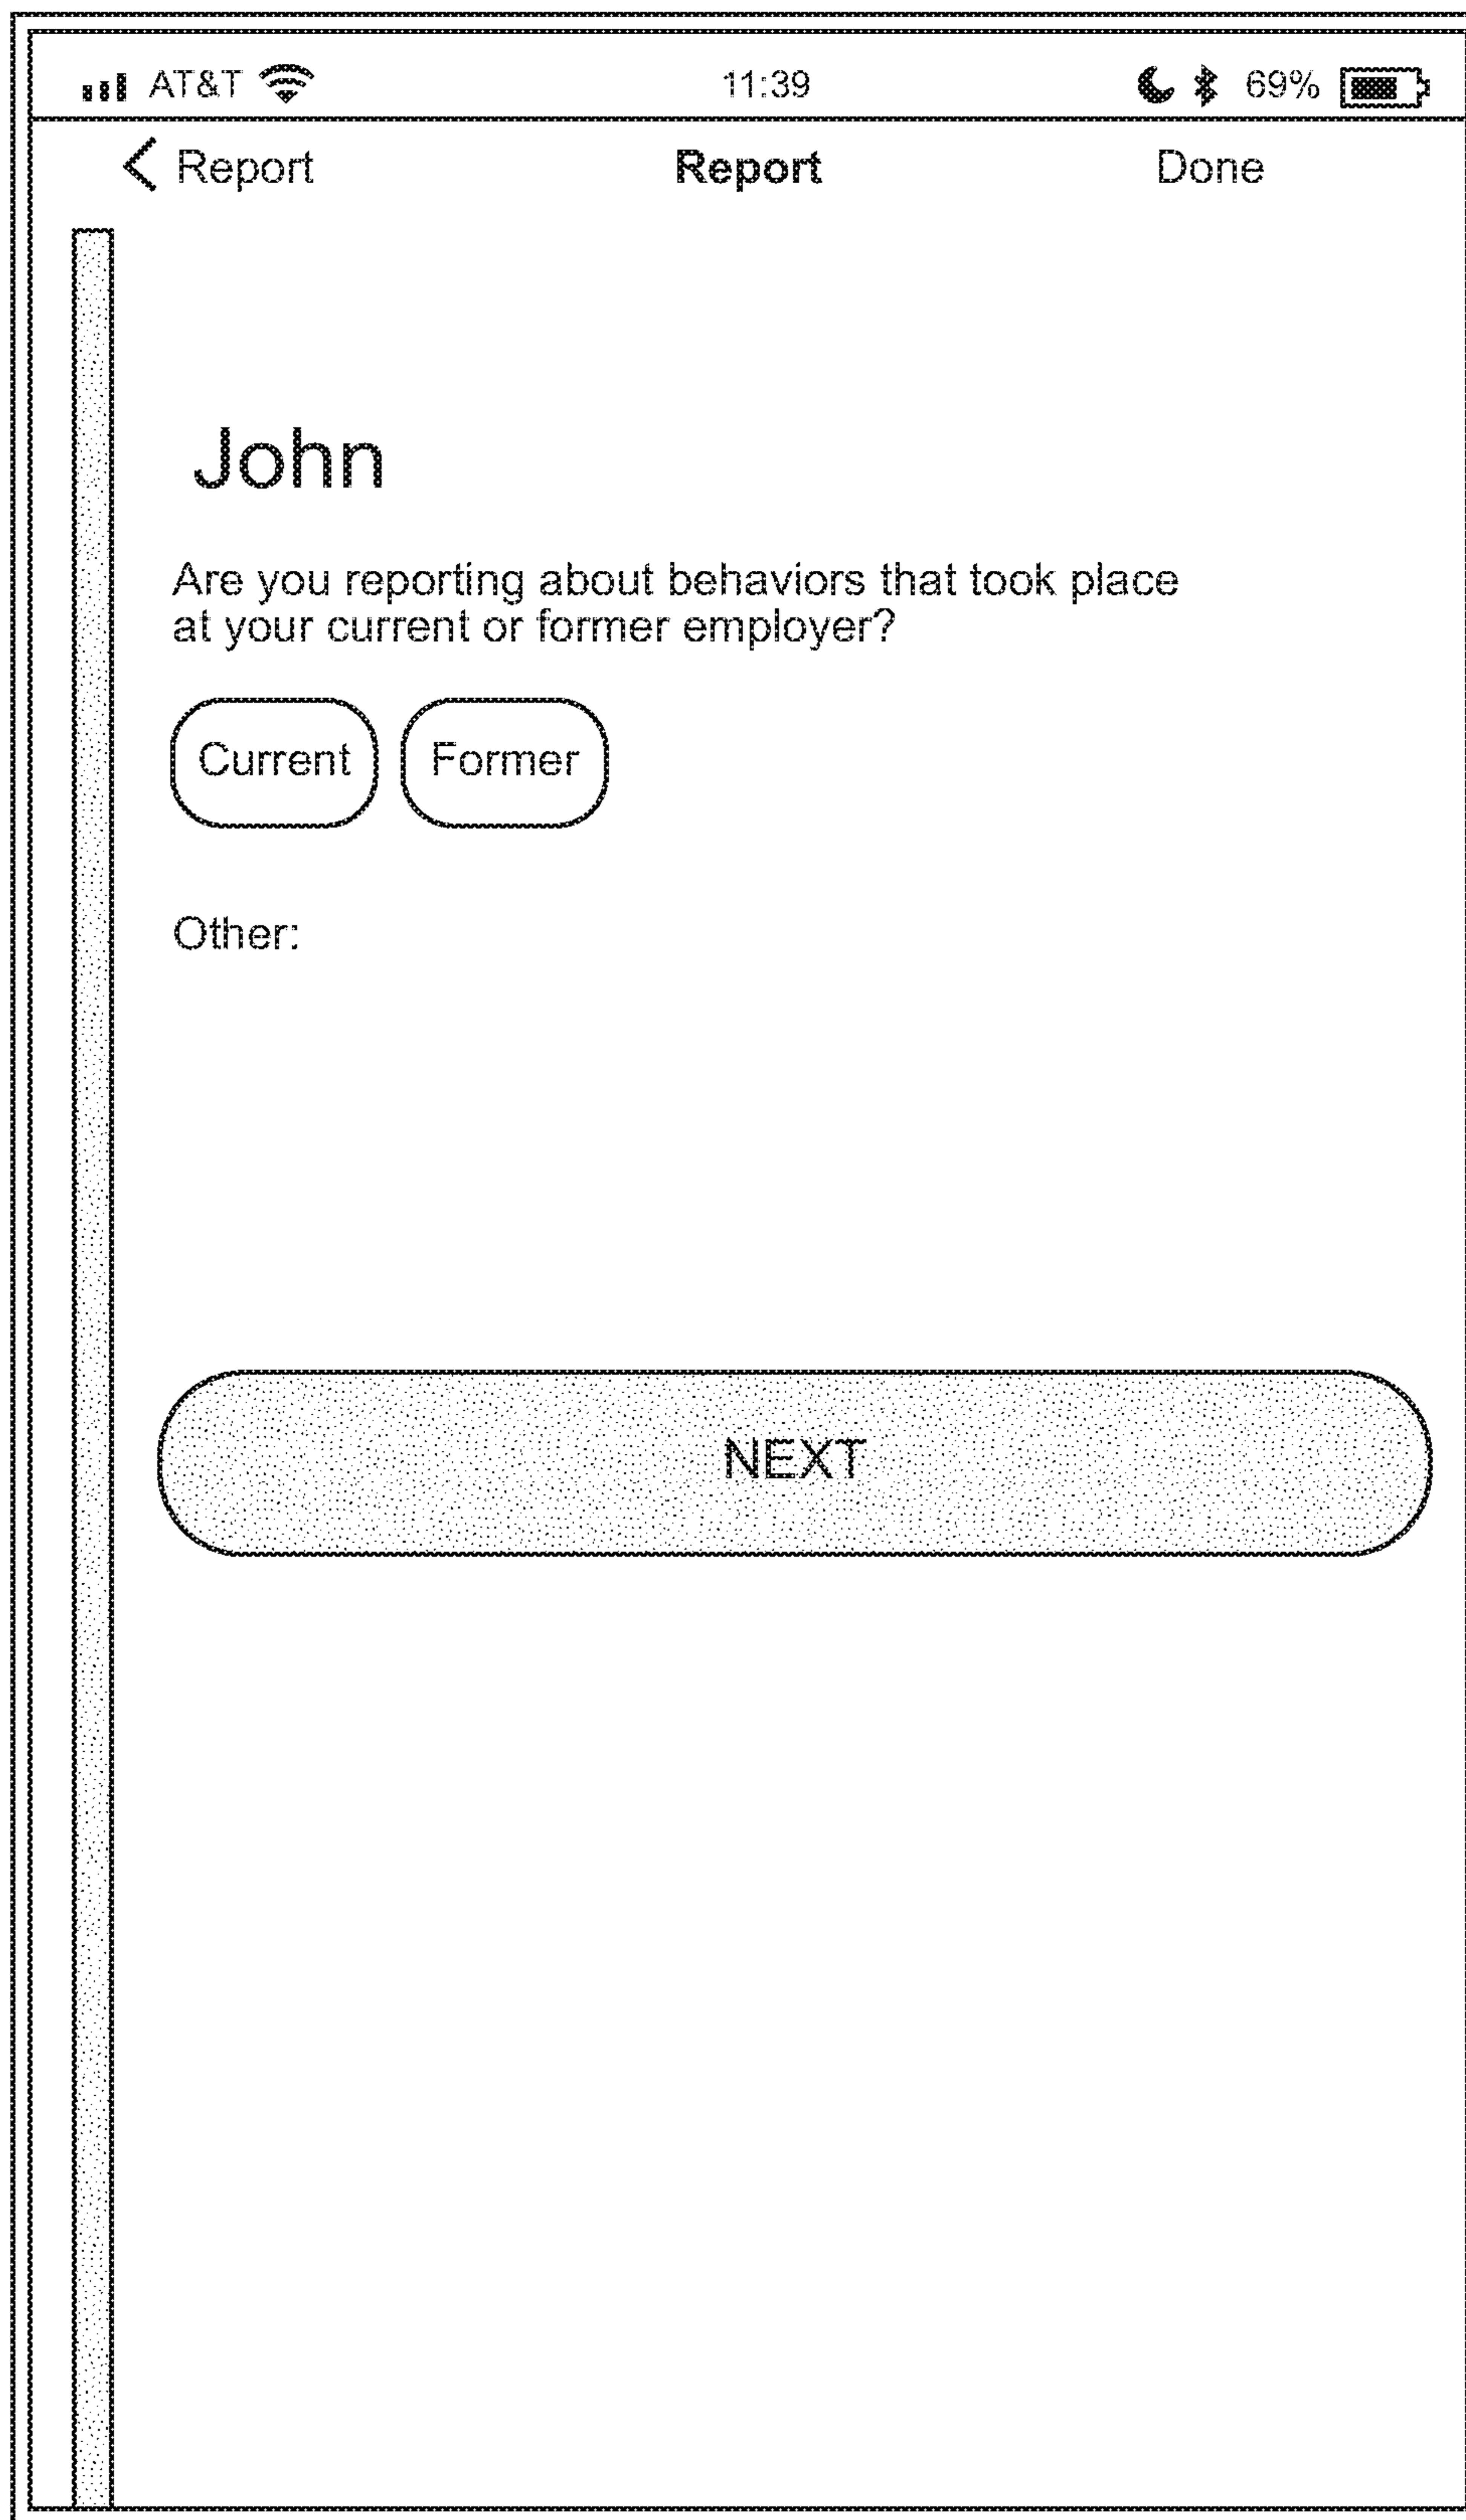 AT&T 11:39 69%
Report Report Done
John
Are you reporting about behaviors that took place
at your current or former employer?
Current Former
Other:
NEXT